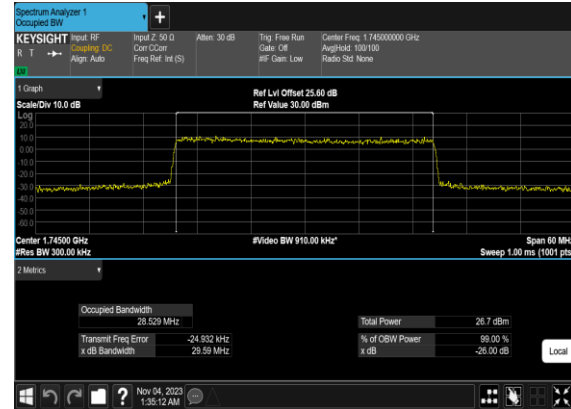 Spectrum Analyzer 1
Occupied BW
+
KEYSIGHT Input: RF Input Z: 50 Ω Atten: 30 dB Trig: Free Run Center Freq: 1.745000000 GHz
R T Coupling: DC Corr CCorr Gate: Off Avg|Hold: 100/100
Align: Auto Freq Ref: Int (S) #IF Gain: Low Radio Std: None
1 Graph
Ref Lvl Offset 25.60 dB
Scale/Div 10.0 dB Ref Value 30.00 dBm
Log
20.0
10.0
0.00
-10.0
-20.0
-30.0
-40.0
-50.0
-60.0
Center 1.74500 GHz #Video BW 910.00 kHz* Span 60 MHz
#Res BW 300.00 kHz Sweep 1.00 ms (1001 pts
2 Metrics
Occupied Bandwidth
28.529 MHz Total Power 26.7 dBm
Transmit Freq Error -24.932 kHz % of OBW Power 99.00 %
x dB Bandwidth 29.59 MHz x dB -26.00 dB
Local
? Nov 04, 2023
1:35:12 AM